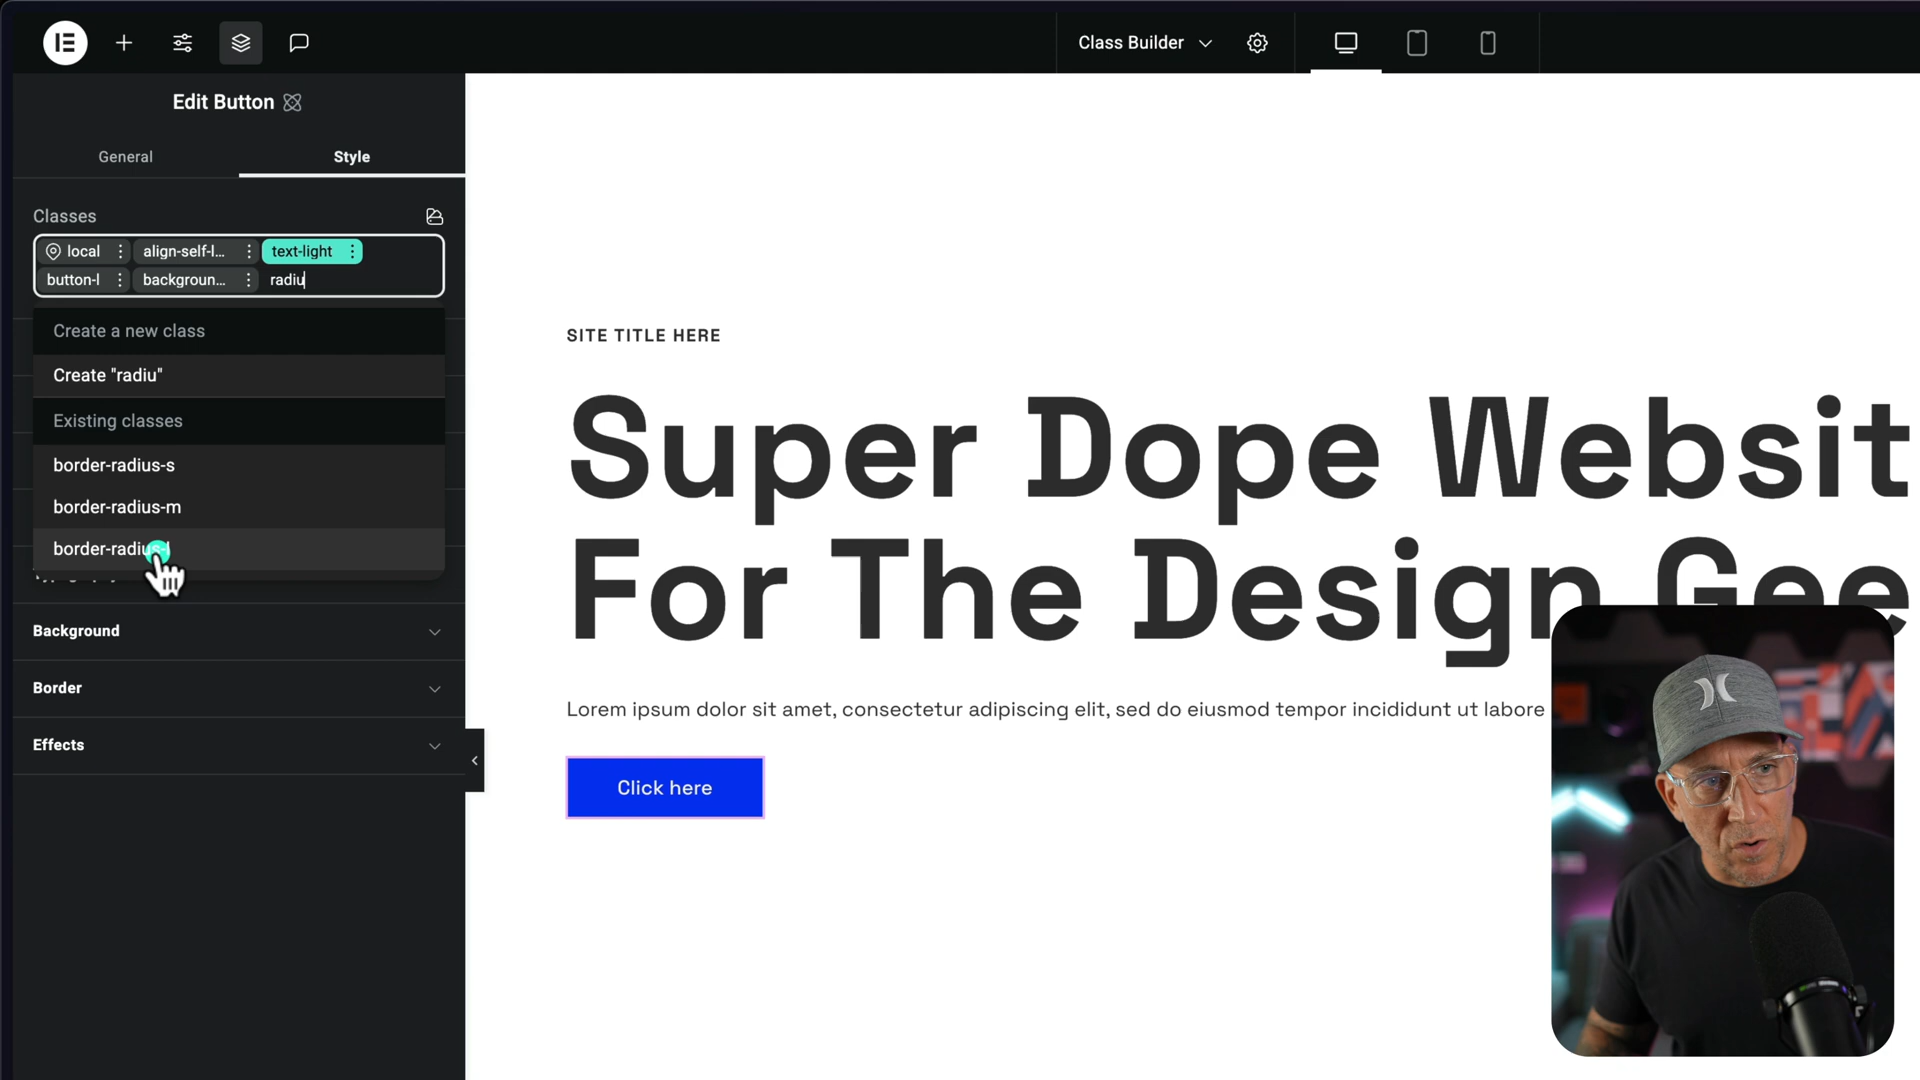 Class Builder
Edit Button
General
Style
Classes
local
align-self-l...
text-light
button-l
backgroun...
radiu
Create a new class
Create "radiu"
Existing classes
border-radius-s
border-radius-m
border-radius-l
Background
Border
Effects
SITE TITLE HERE
Super Dope Websit
For The Design Gee
Lorem ipsum dolor sit amet, consectetur adipiscing elit, sed do eiusmod tempor incididunt ut labore
Click here